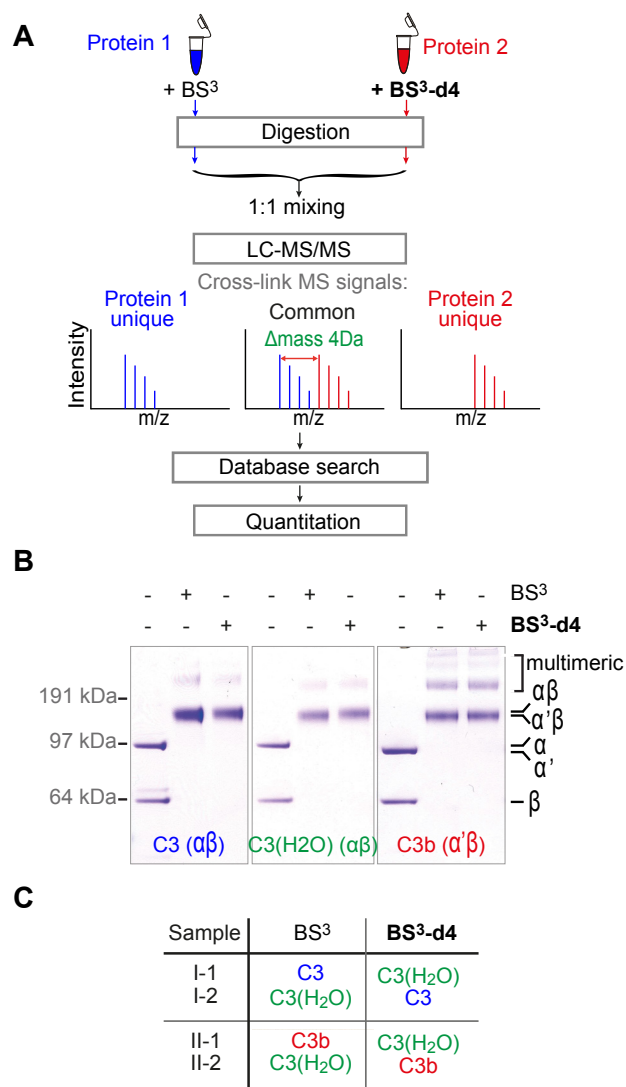 A
Protein 1
Protein 2
+ BS³
+ BS³-d4
Digestion
1:1 mixing
LC-MS/MS
Cross-link MS signals:
Protein 1 unique
Common
Δmass 4Da
Protein 2 unique
Intensity
m/z
m/z
m/z
Database search
Quantitation
B
- + - - + - - + - BS³
- - + - - + - - + BS³-d4
multimeric
191 kDa
αβ
α'β
97 kDa
α
α'
64 kDa
β
C3 (αβ)
C3(H2O) (αβ)
C3b (α'β)
C
Sample BS³ BS³-d4
I-1 C3 C3(H₂O)
I-2 C3(H₂O) C3
II-1 C3b C3(H₂O)
II-2 C3(H₂O) C3b